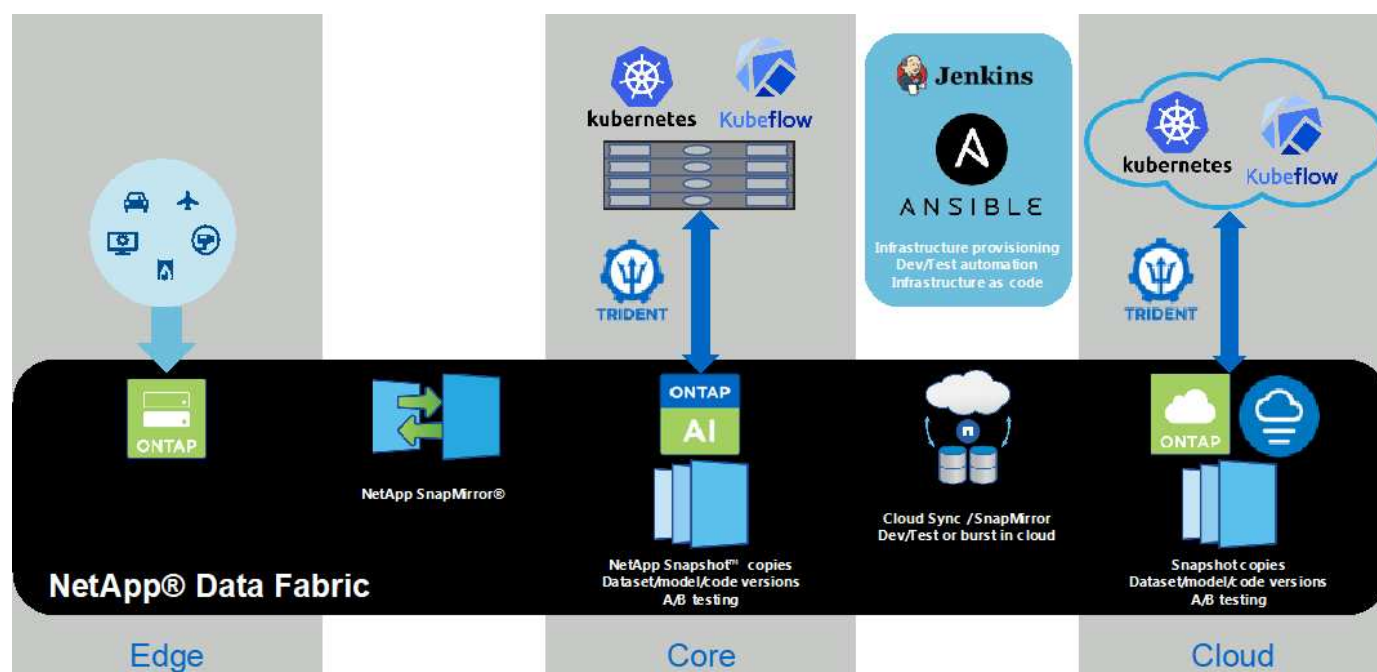 kubernetes
Kubeflow
TRIDENT
Jenkins
ANSIBLE
Infrastructure provisioning
Dev/Test automation
Infrastructure as code
kubernetes
Kubeflow
TRIDENT
ONTAP
NetApp SnapMirror®
ONTAP
AI
NetApp Snapshot™ copies
Dataset/model/code versions
A/B testing
Cloud Sync /SnapMirror
Dev/Test or burst in cloud
ONTAP
Snapshot copies
Dataset/model/code versions
A/B testing
NetApp® Data Fabric
Edge
Core
Cloud